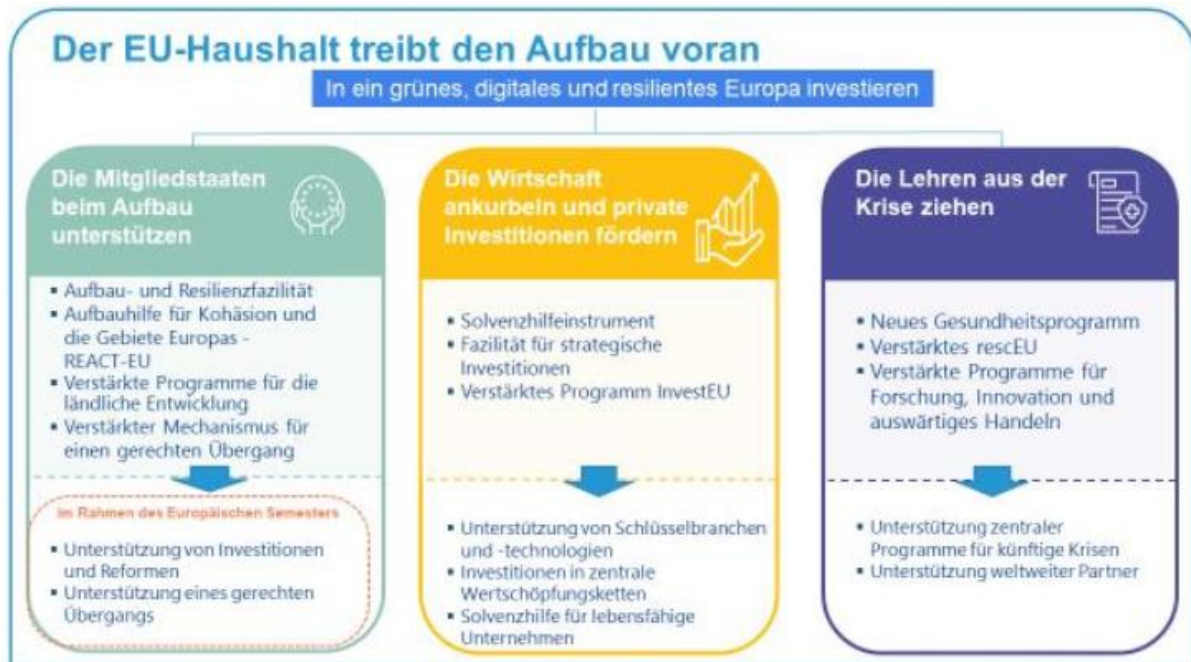 Der EU-Haushalt treibt den Aufbau voran
In ein grünes, digitales und resilientes Europa investieren
Die Mitgliedstaaten
beim Aufbau
unterstützen
▪ Aufbau- und Resilienzfazilität
▪ Aufbauhilfe für Kohäsion und
die Gebiete Europas -
REACT-EU
▪ Verstärkte Programme für die
ländliche Entwicklung
▪ Verstärkter Mechanismus für
einen gerechten Übergang
Im Rahmen des Europäischen Semesters
▪ Unterstützung von Investitionen
und Reformen
▪ Unterstützung eines gerechten
Übergangs
Die Wirtschaft
ankurbeln und private
Investitionen fördern
▪ Solvenzhilfeinstrument
▪ Fazilität für strategische
Investitionen
▪ Verstärktes Programm InvestEU
▪ Unterstützung von Schlüsselbranchen
und -technologien
▪ Investitionen in zentrale
Wertschöpfungsketten
▪ Solvenzhilfe für lebensfähige
Unternehmen
Die Lehren aus der
Krise ziehen
▪ Neues Gesundheitsprogramm
▪ Verstärktes rescEU
▪ Verstärkte Programme für
Forschung, Innovation und
auswärtiges Handeln
▪ Unterstützung zentraler
Programme für künftige Krisen
▪ Unterstützung weltweiter Partner